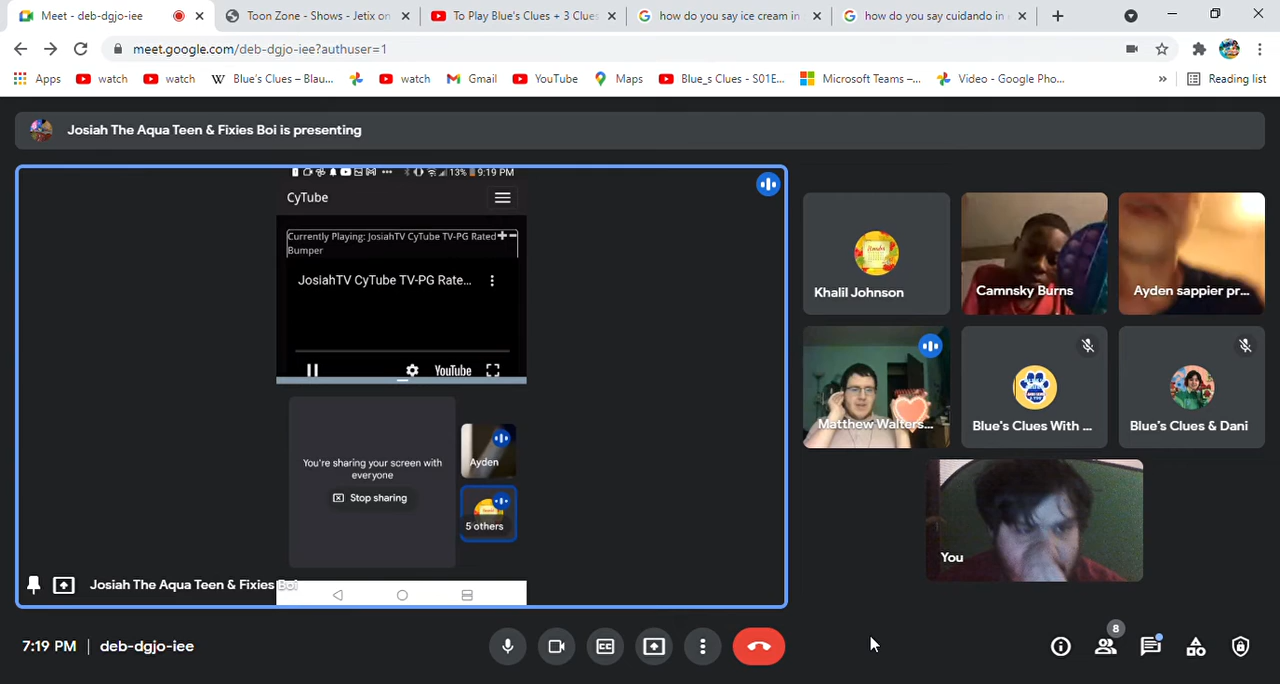 Meet - deb-dgjo-iee
Toon Zone - Shows - Jetix on
To Play Blue's Clues + 3 Clues
how do you say ice cream in
how do you say cuidando in
meet.google.com/deb-dgjo-iee?authuser=1
Apps watch watch Blue's Clues – Blau... watch Gmail YouTube Maps Blue_s Clues - S01E... Microsoft Teams –... Video - Google Pho... » Reading list
Josiah The Aqua Teen & Fixies Boi is presenting
13% 9:19 PM
CyTube
Currently Playing: JosiahTV CyTube TV-PG Rated
Bumper
JosiahTV CyTube TV-PG Rate...
YouTube
You're sharing your screen with
everyone
Stop sharing
Ayden
5 others
Josiah The Aqua Teen & Fixies Boi
Khalil Johnson
Camnsky Burns
Ayden sappier pr...
Matthew Walters...
Blue's Clues With ...
Blue's Clues & Dani
You
7:19 PM | deb-dgjo-iee
8